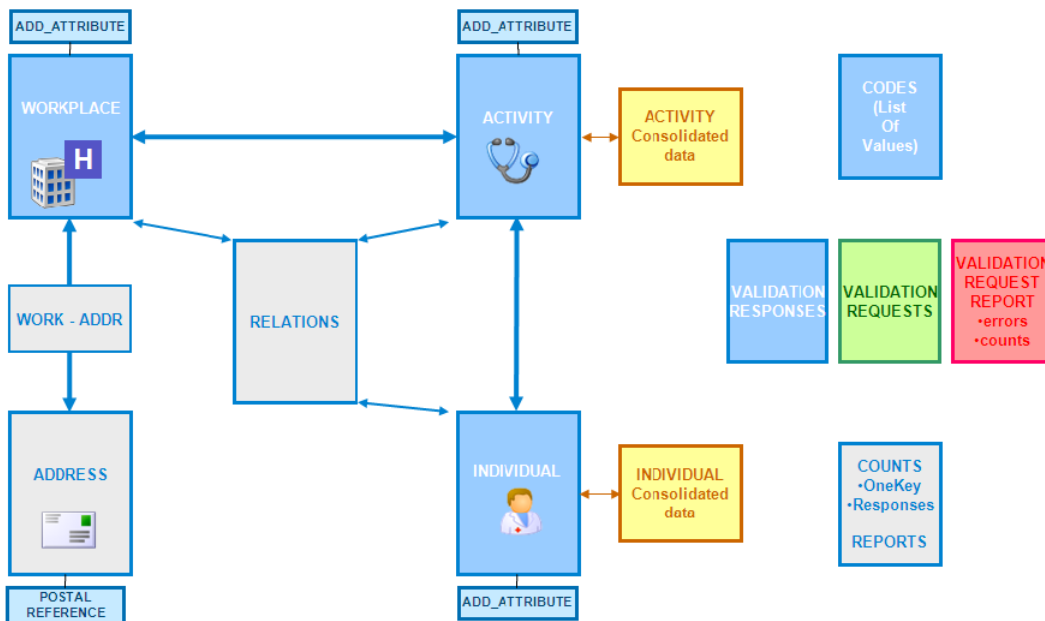 ADD_ATTRIBUTE
ADD_ATTRIBUTE
WORKPLACE
H
ACTIVITY
ACTIVITY
Consolidated
data
CODES
(List
Of
Values)
WORK - ADDR
RELATIONS
VALIDATION
RESPONSES
VALIDATION
REQUESTS
VALIDATION
REQUEST
REPORT
•errors
•counts
ADDRESS
INDIVIDUAL
INDIVIDUAL
Consolidated
data
COUNTS
•OneKey
•Responses
REPORTS
POSTAL
REFERENCE
ADD_ATTRIBUTE